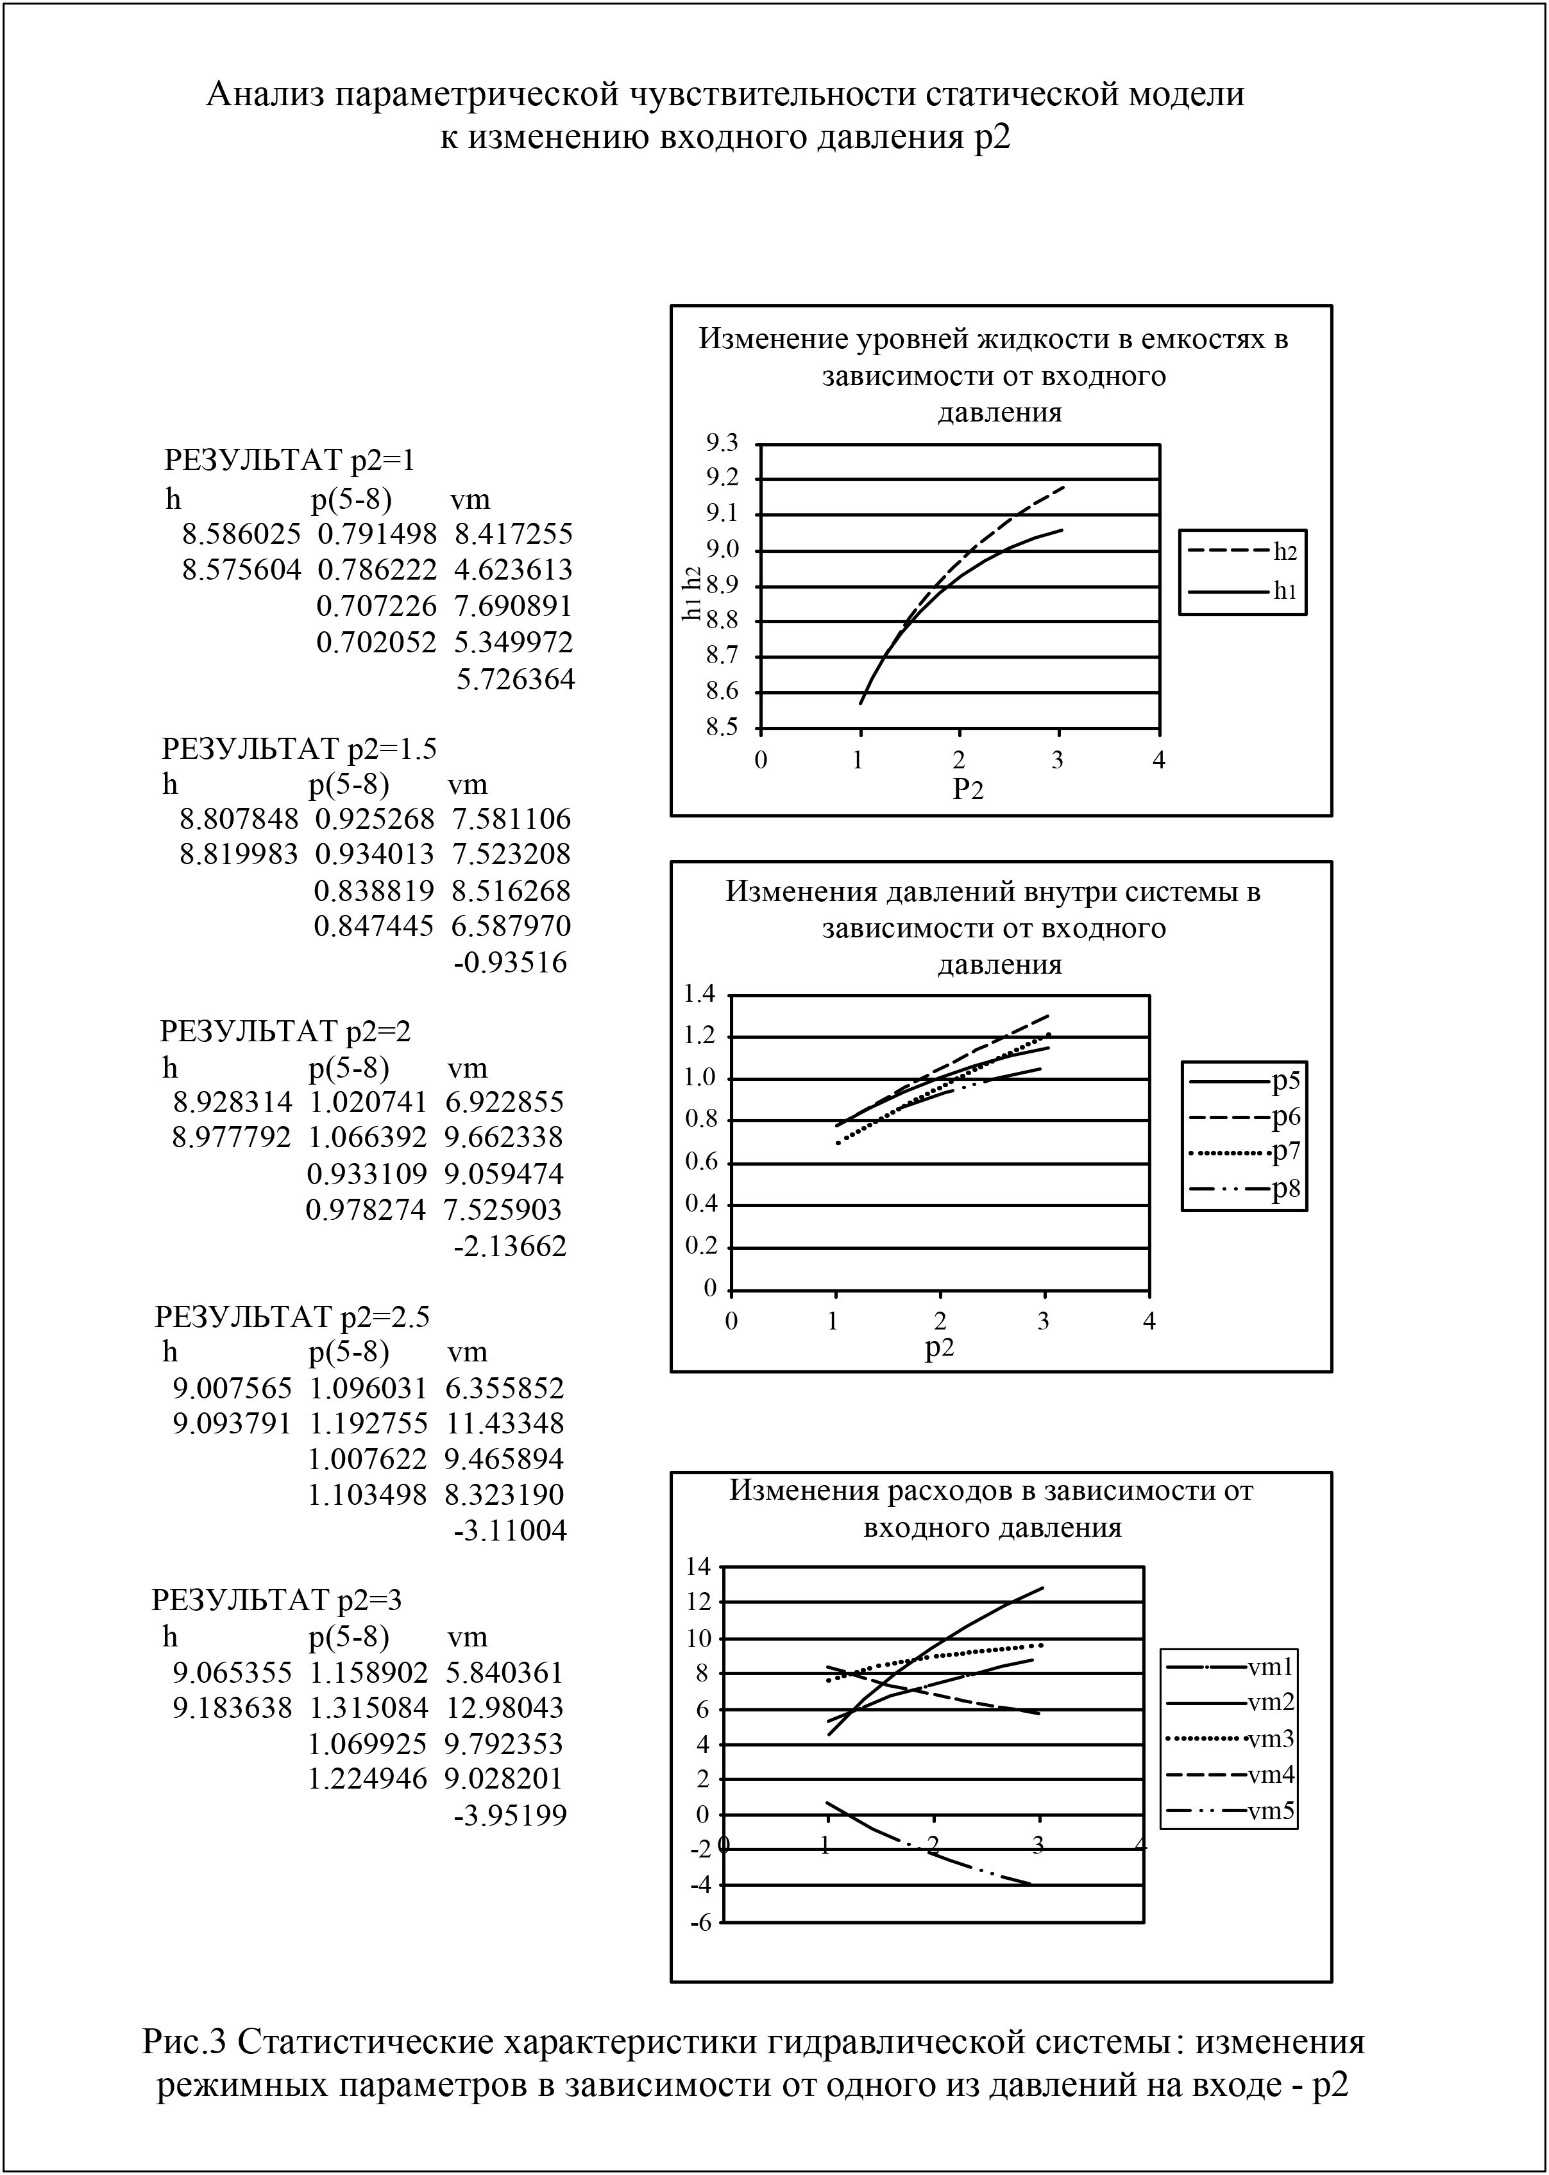 Анализ параметрической чувствительности статической модели
к изменению входного давления p2
РЕЗУЛЬТАТ p2=1
h p(5-8) vm
8.586025 0.791498 8.417255
8.575604 0.786222 4.623613
0.707226 7.690891
0.702052 5.349972
5.726364
РЕЗУЛЬТАТ p2=1.5
h p(5-8) vm
8.807848 0.925268 7.581106
8.819983 0.934013 7.523208
0.838819 8.516268
0.847445 6.587970
-0.93516
РЕЗУЛЬТАТ p2=2
h p(5-8) vm
8.928314 1.020741 6.922855
8.977792 1.066392 9.662338
0.933109 9.059474
0.978274 7.525903
-2.13662
РЕЗУЛЬТАТ p2=2.5
h p(5-8) vm
9.007565 1.096031 6.355852
9.093791 1.192755 11.43348
1.007622 9.465894
1.103498 8.323190
-3.11004
РЕЗУЛЬТАТ p2=3
h p(5-8) vm
9.065355 1.158902 5.840361
9.183638 1.315084 12.98043
1.069925 9.792353
1.224946 9.028201
-3.95199
Изменение уровней жидкости в емкостях в
зависимости от входного
давления
9.3
9.2
9.1
9.0
8.9
8.8
8.7
8.6
8.5
h1 h2
0 1 2 3 4
P2
h2
h1
Изменения давлений внутри системы в
зависимости от входного
давления
1.4
1.2
1.0
0.8
0.6
0.4
0.2
0
0 1 2 3 4
p2
p5
p6
p7
p8
Изменения расходов в зависимости от
входного давления
14
12
10
8
6
4
2
0
-2
-4
-6
0 1 2 3 4
vm1
vm2
vm3
vm4
vm5
Рис.3 Статистические характеристики гидравлической системы: изменения
режимных параметров в зависимости от одного из давлений на входе - p2